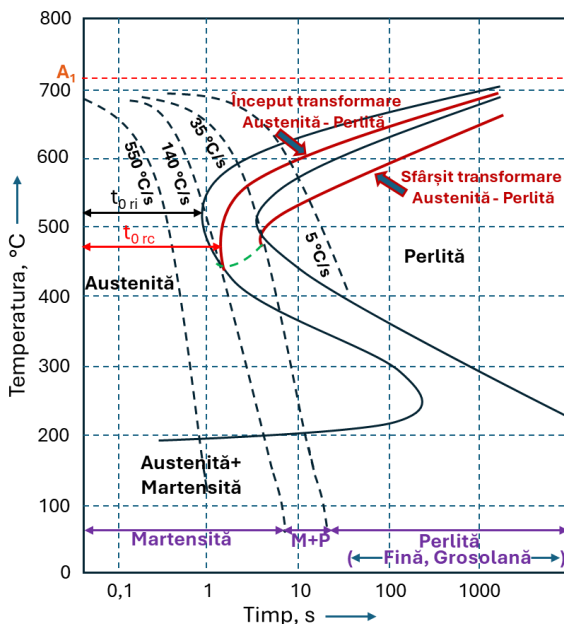 800
A1
700
Început transformare
Austenită - Perlită
35 °C/s
140 °C/s
550 °C/s
600
Sfârșit transformare
Austenită - Perlită
t0 ri
500
t0 rc
5 °C/s
Perlită
Austenită
400
300
200
Austenită+
Martensită
100
Martensită
M+P
Perlită
(Fină, Grosolană)
0
0,1
1
10
100
1000
Timp, s
Temperatura, °C